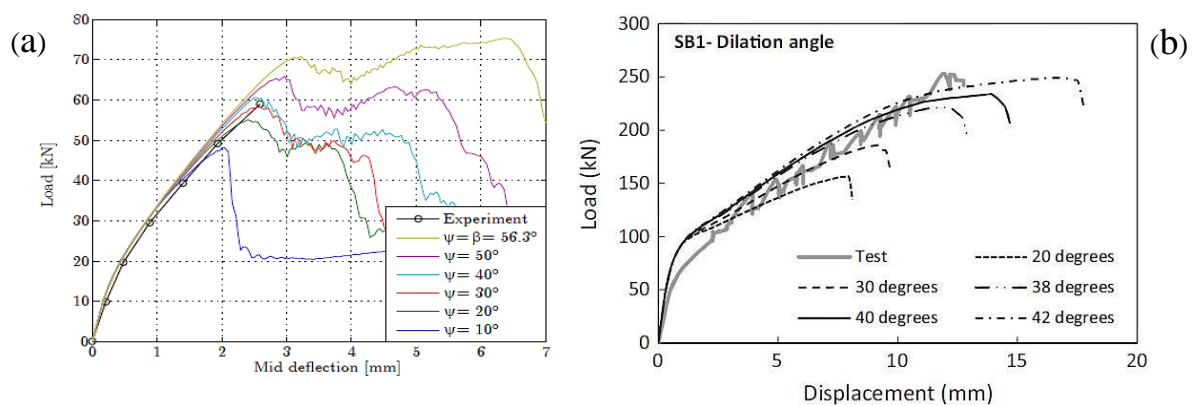 (a)
80
70
60
50
40
30
20
10
0
Load [kN]
0 1 2 3 4 5 6 7
Mid deflection [mm]
Experiment
ψ= β= 56.3°
ψ= 50°
ψ= 40°
ψ= 30°
ψ= 20°
ψ= 10°
(b)
SB1- Dilation angle
300
250
200
150
100
50
0
Load (kN)
Test
20 degrees
30 degrees
38 degrees
40 degrees
42 degrees
0 5 10 15 20
Displacement (mm)